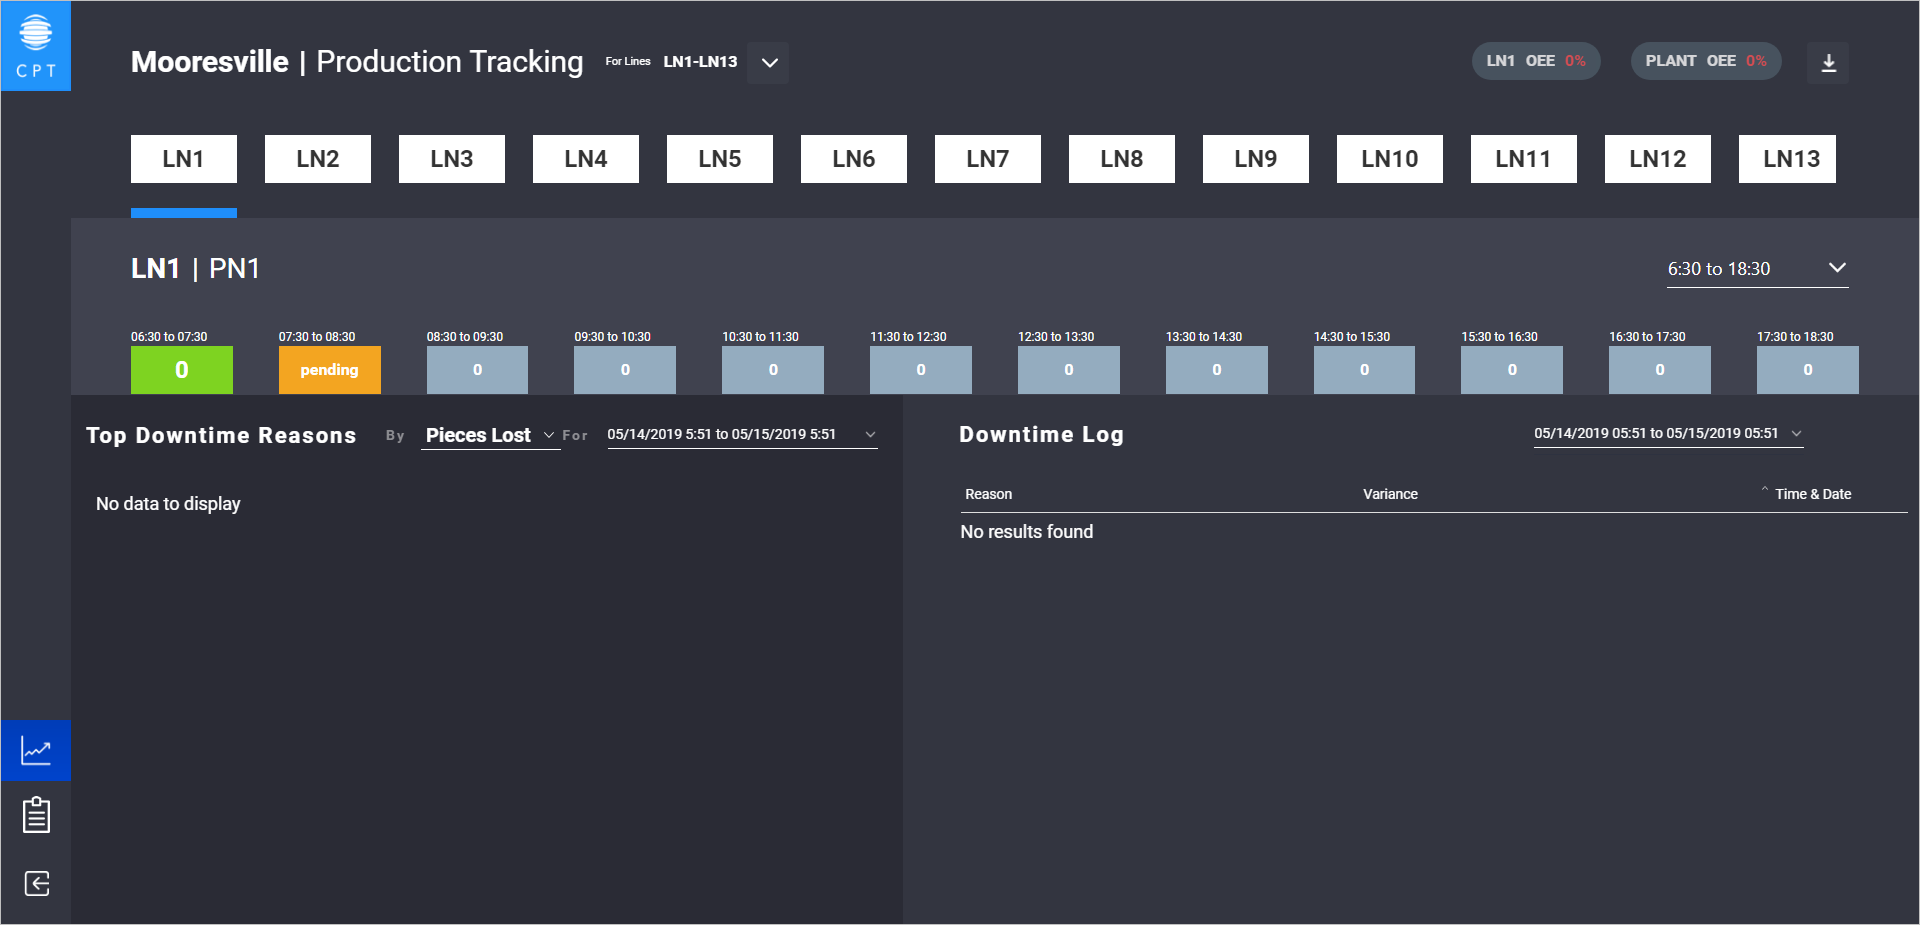 CPT
Mooresville | Production Tracking For Lines LN1-LN13
LN1 OEE 0% PLANT OEE 0%
LN1 LN2 LN3 LN4 LN5 LN6 LN7 LN8 LN9 LN10 LN11 LN12 LN13
LN1 | PN1
6:30 to 18:30
06:30 to 07:30 07:30 to 08:30 08:30 to 09:30 09:30 to 10:30 10:30 to 11:30 11:30 to 12:30 12:30 to 13:30 13:30 to 14:30 14:30 to 15:30 15:30 to 16:30 16:30 to 17:30 17:30 to 18:30
0 pending 0 0 0 0 0 0 0 0 0 0
Top Downtime Reasons By Pieces Lost For 05/14/2019 5:51 to 05/15/2019 5:51
No data to display
Downtime Log 05/14/2019 05:51 to 05/15/2019 05:51
Reason Variance Time & Date
No results found